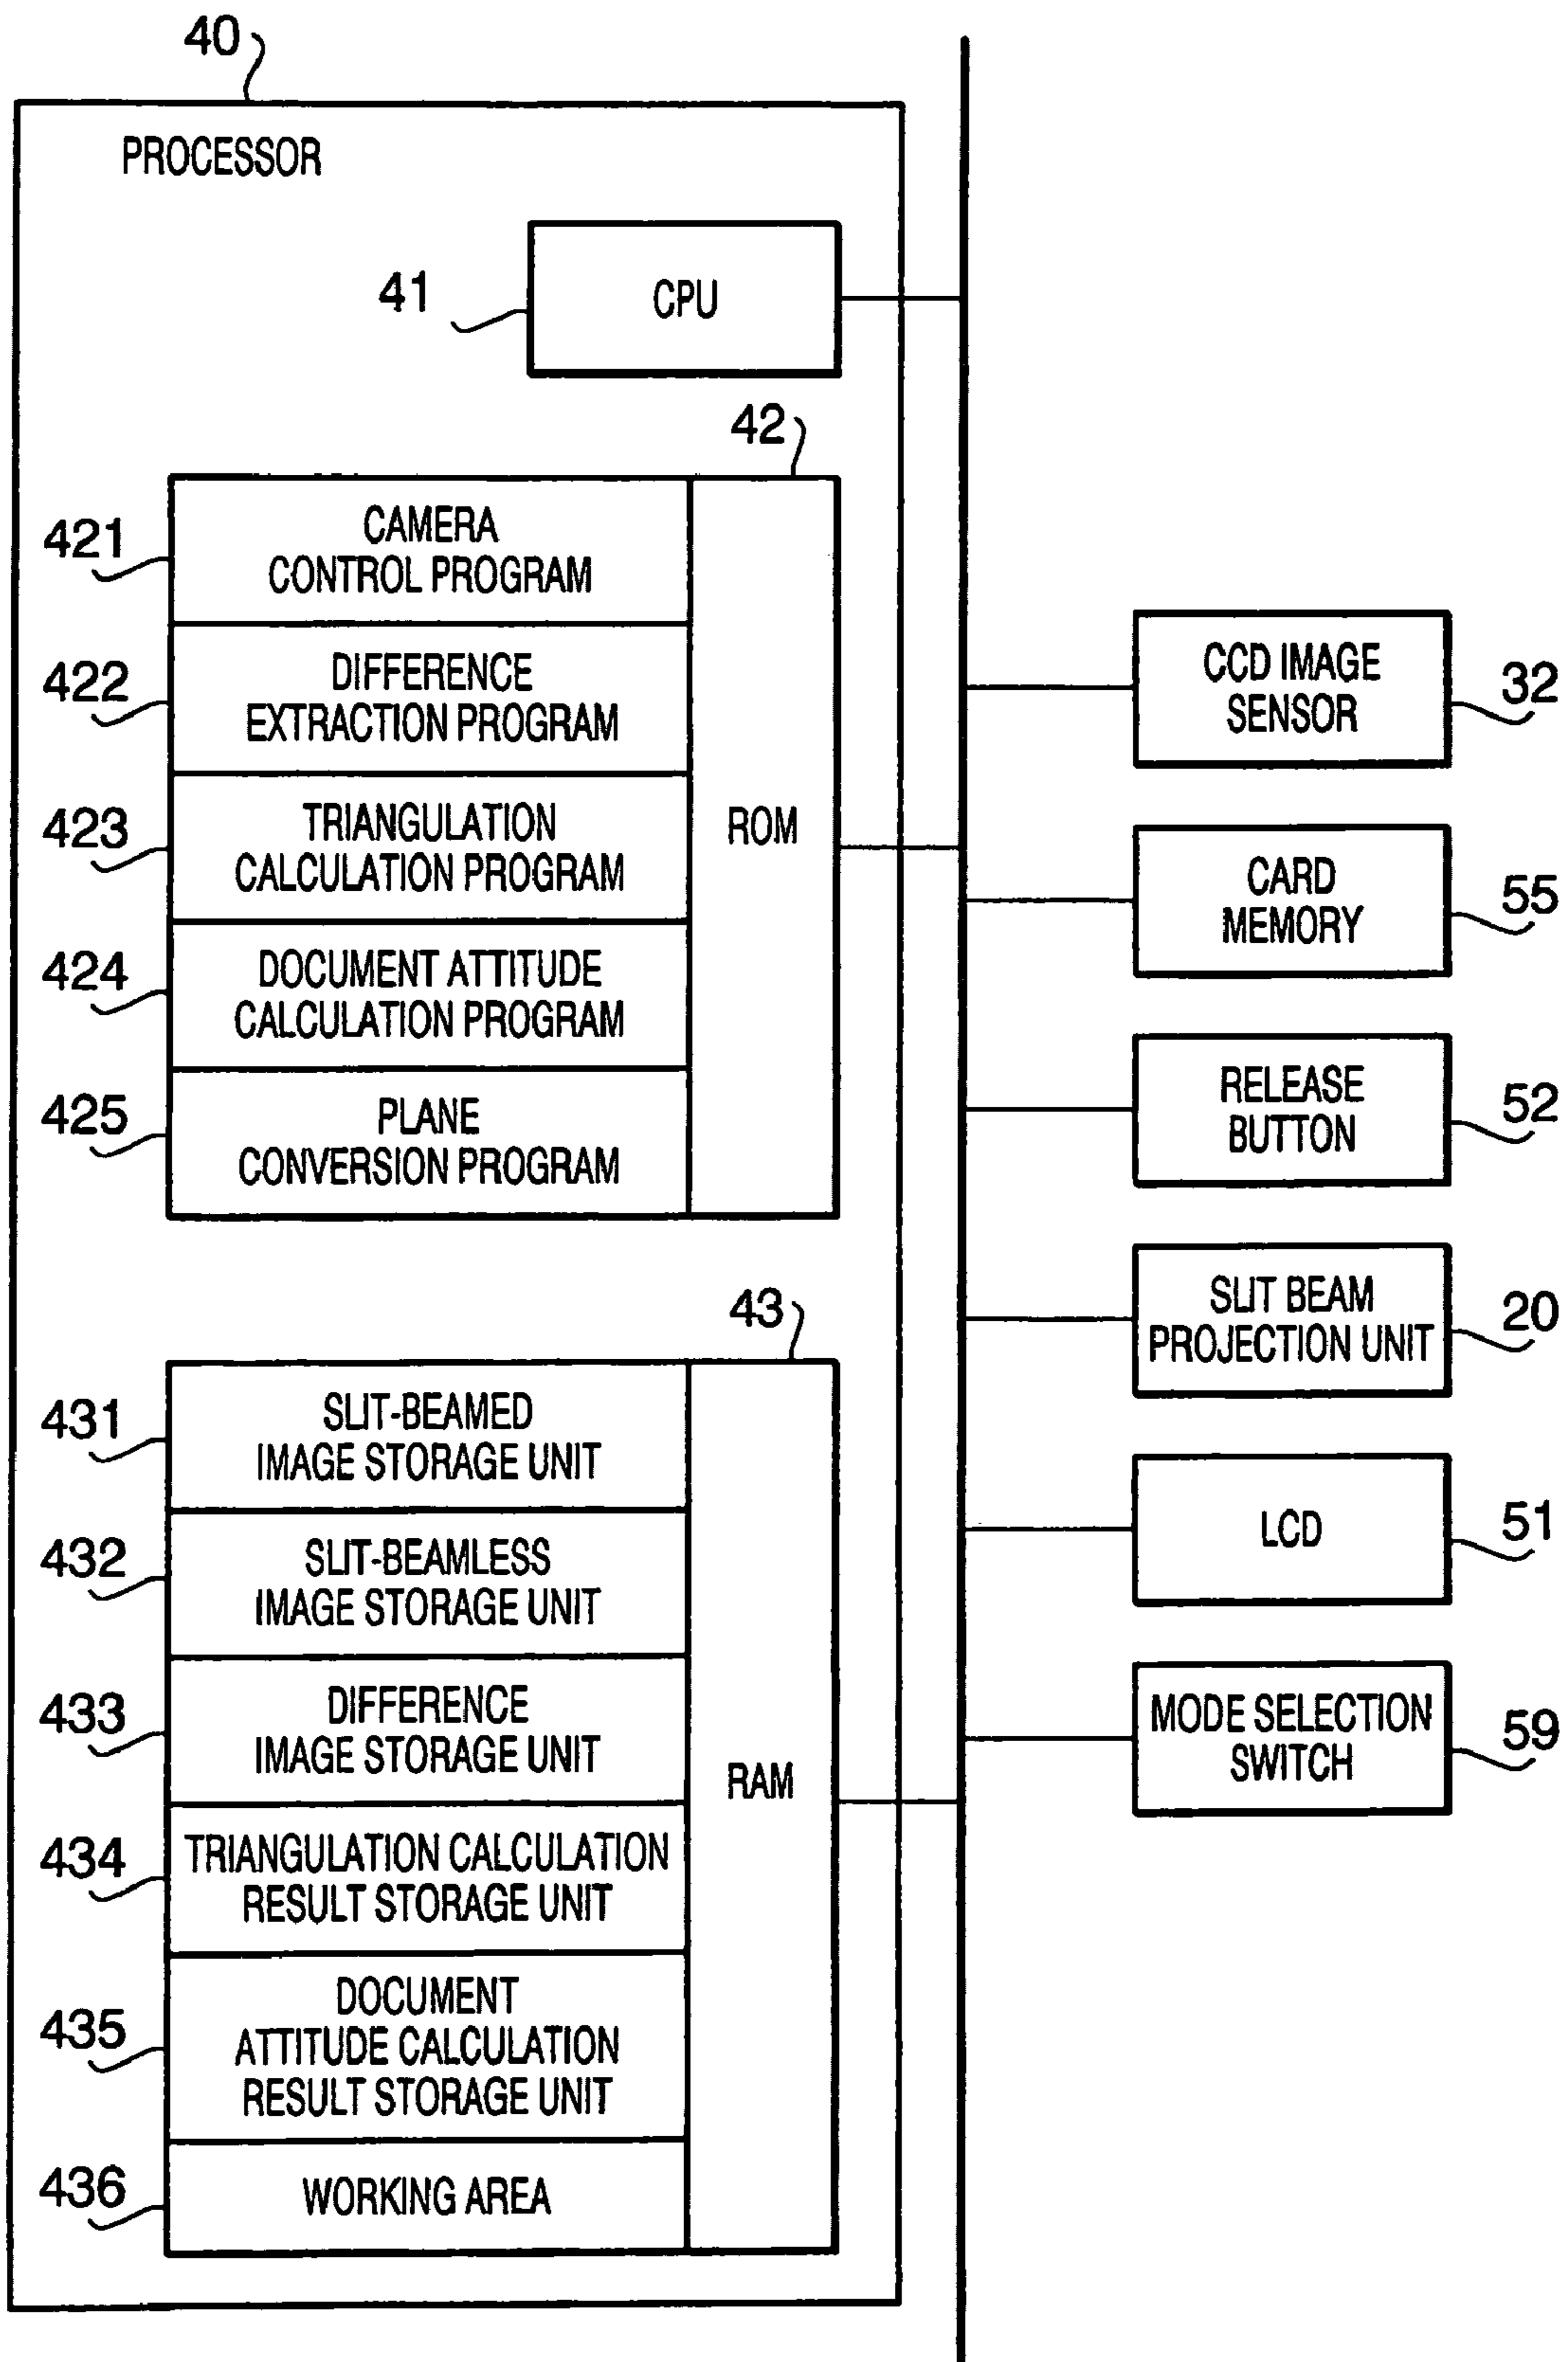 40
PROCESSOR
41
CPU
42
421
CAMERA
CONTROL PROGRAM
422
DIFFERENCE
EXTRACTION PROGRAM
423
TRIANGULATION
CALCULATION PROGRAM
424
DOCUMENT ATTITUDE
CALCULATION PROGRAM
425
PLANE
CONVERSION PROGRAM
ROM
43
431
SLIT-BEAMED
IMAGE STORAGE UNIT
432
SLIT-BEAMLESS
IMAGE STORAGE UNIT
433
DIFFERENCE
IMAGE STORAGE UNIT
434
TRIANGULATION CALCULATION
RESULT STORAGE UNIT
435
DOCUMENT
ATTITUDE CALCULATION
RESULT STORAGE UNIT
436
WORKING AREA
RAM
CCD IMAGE
SENSOR
32
CARD
MEMORY
55
RELEASE
BUTTON
52
SLIT BEAM
PROJECTION UNIT
20
LCD
51
MODE SELECTION
SWITCH
59